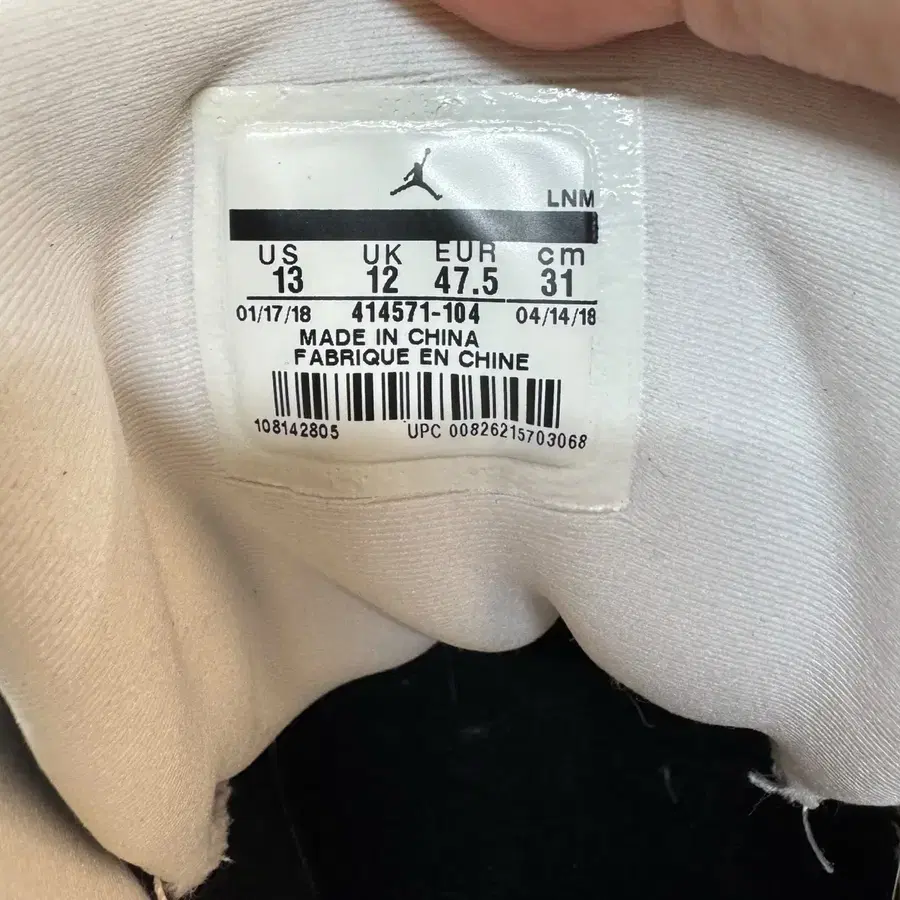 LNM
US UK EUR cm
13 12 47.5 31
01/17/18 414571-104 04/14/18
MADE IN CHINA
FABRIQUE EN CHINE
108142805 UPC 00826215703068